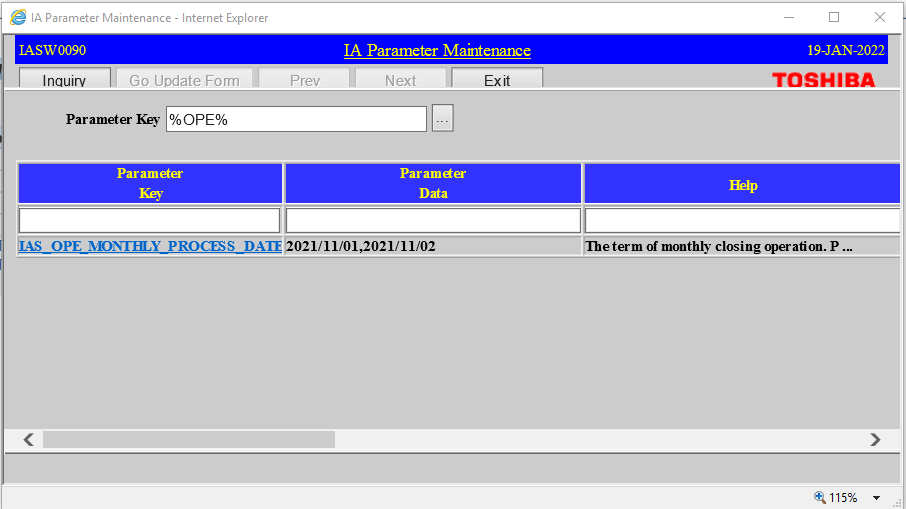 IA Parameter Maintenance - Internet Explorer
IASW0090 IA Parameter Maintenance 19-JAN-2022
Inquiry Go Update Form Prev Next Exit TOSHIBA
Parameter Key %OPE% ...
Parameter Key Parameter Data Help
IAS_OPE_MONTHLY_PROCESS_DATE 2021/11/01,2021/11/02 The term of monthly closing operation. P ...
115%